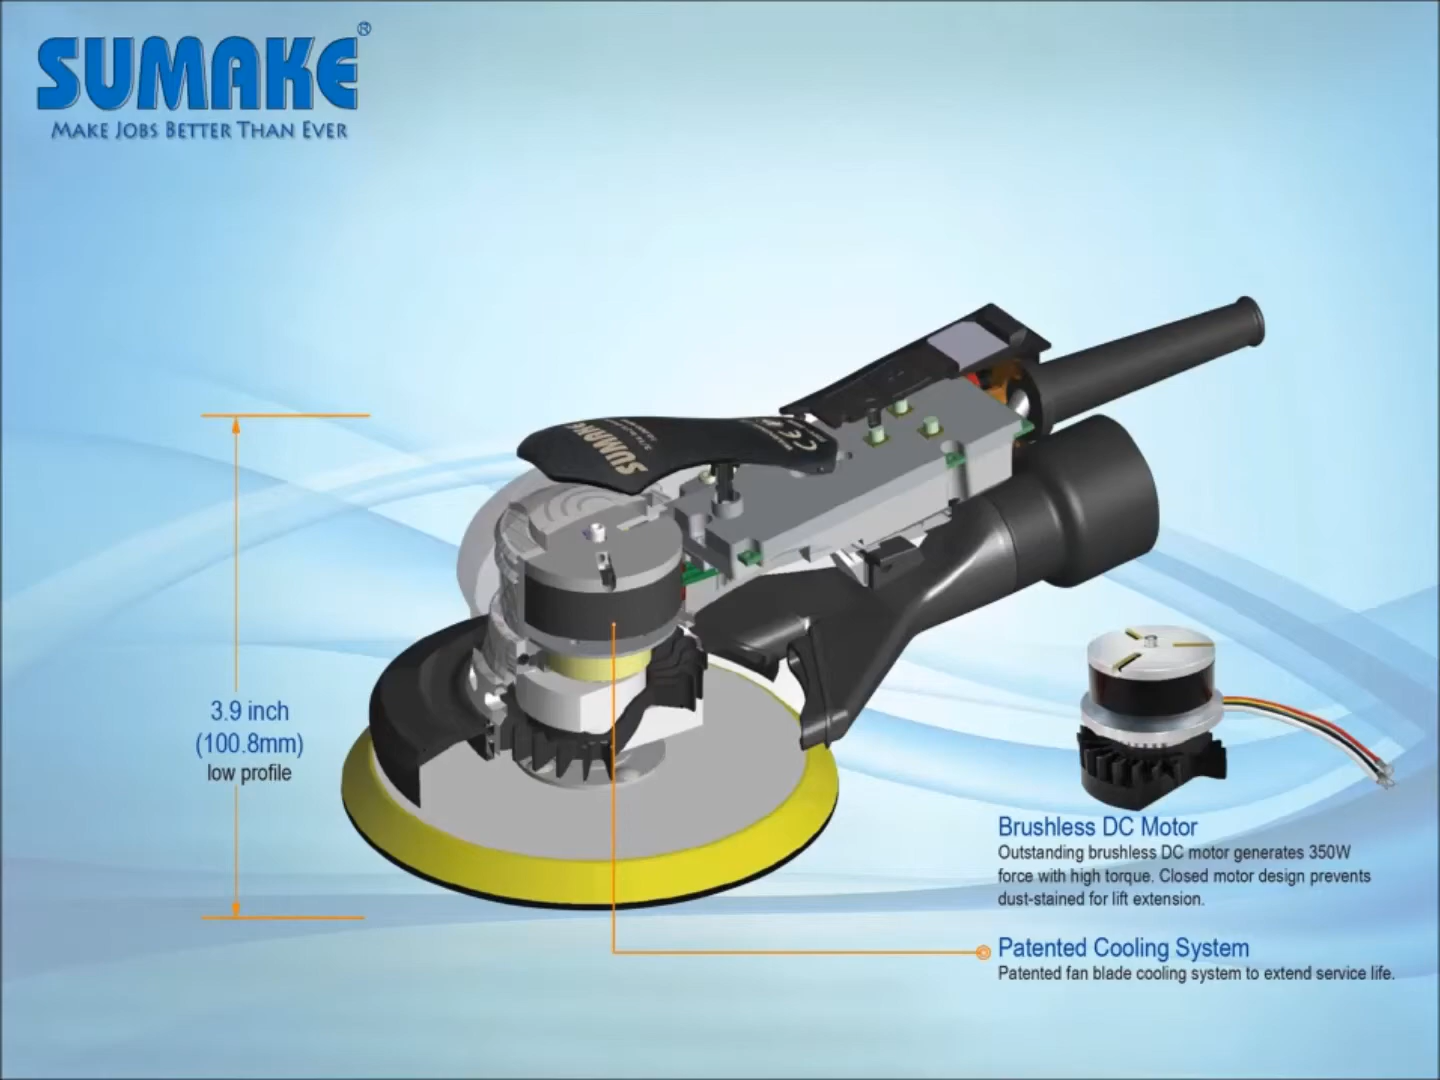 SUMAKE®
MAKE JOBS BETTER THAN EVER
SUMAKE
CE
3.9 inch
(100.8mm)
low profile
Brushless DC Motor
Outstanding brushless DC motor generates 350W
force with high torque. Closed motor design prevents
dust-stained for lift extension.
Patented Cooling System
Patented fan blade cooling system to extend service life.